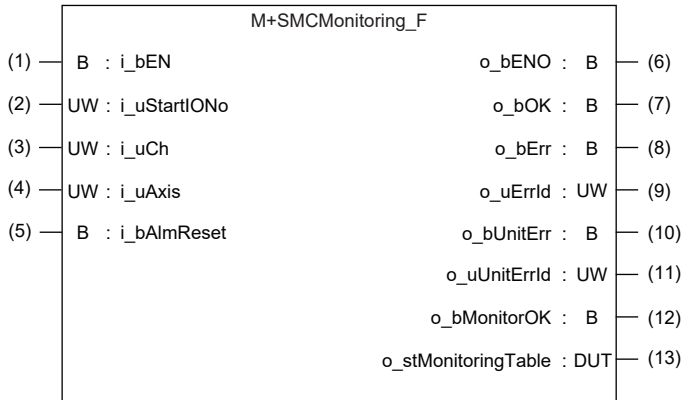 M+SMCMonitoring_F
(1) B : i_bEN o_bENO : B (6)
(2) UW : i_uStartIONo o_bOK : B (7)
(3) UW : i_uCh o_bErr : B (8)
(4) UW : i_uAxis o_uErrId : UW (9)
(5) B : i_bAlmReset o_bUnitErr : B (10)
o_uUnitErrId : UW (11)
o_bMonitorOK : B (12)
o_stMonitoringTable : DUT (13)